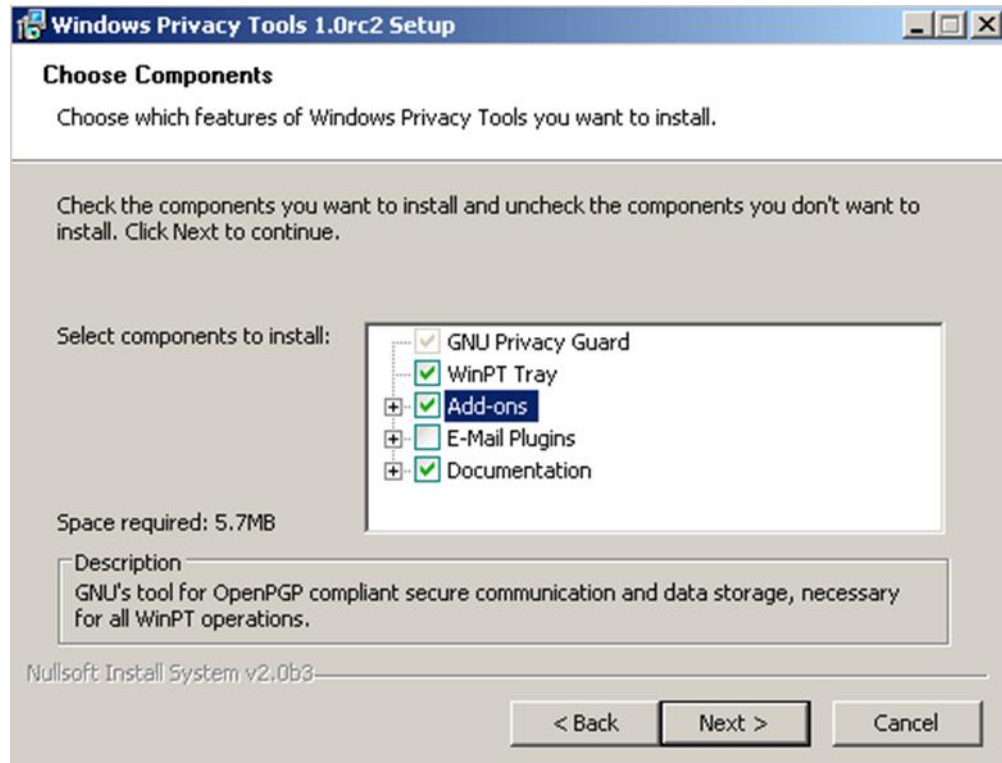 Windows Privacy Tools 1.0rc2 Setup
Choose Components
Choose which features of Windows Privacy Tools you want to install.
Check the components you want to install and uncheck the components you don't want to
install. Click Next to continue.
Select components to install:
GNU Privacy Guard
WinPT Tray
Add-ons
E-Mail Plugins
Documentation
Space required: 5.7MB
Description
GNU's tool for OpenPGP compliant secure communication and data storage, necessary
for all WinPT operations.
Nullsoft Install System v2.0b3
< Back Next > Cancel